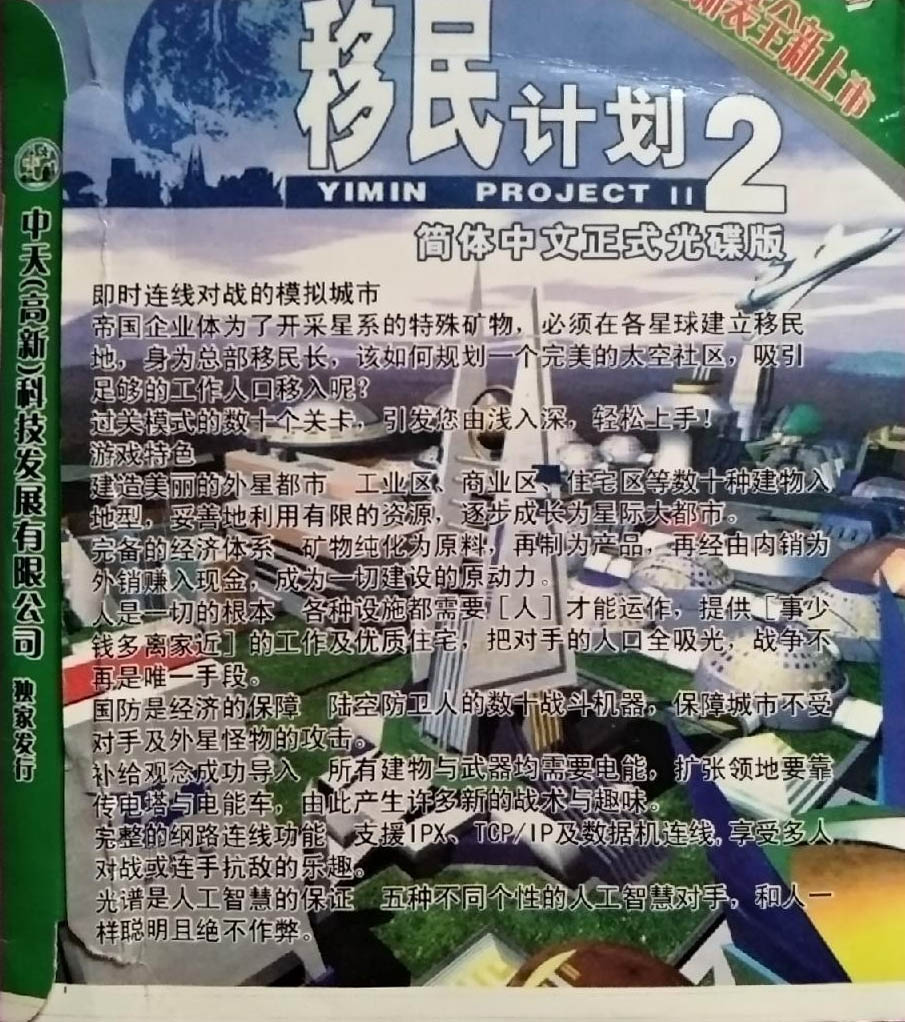 新装全新上市
移民计划2
YIMIN PROJECT II
简体中文正式光碟版
即时连线对战的模拟城市
帝国企业体为了开采星系的特殊矿物，必须在各星球建立移民
地，身为总部移民长，该如何规划一个完美的太空社区，吸引
足够的工作人口移入呢？
过关模式的数十个关卡，引发您由浅入深，轻松上手！
游戏特色
建造美丽的外星都市 工业区、商业区、住宅区等数十种建物入
地型，妥善地利用有限的资源，逐步成长为星际大都市。
完备的经济体系 矿物纯化为原料，再制为产品，再经由内销为
外销赚入现金，成为一切建设的原动力。
人是一切的根本 各种设施都需要［人］才能运作，提供［事少
钱多离家近］的工作及优质住宅，把对手的人口全吸光，战争不
再是唯一手段。
国防是经济的保障 陆空防卫人的数十战斗机器，保障城市不受
对手及外星怪物的攻击。
补给观念成功导入 所有建物与武器均需要电能，扩张领地要靠
传电塔与电能车，由此产生许多新的战术与趣味。
完整的纲路连线功能 支援IPX、TCP/IP及数据机连线,享受多人
对战或连手抗敌的乐趣。
光谱是人工智慧的保证 五种不同个性的人工智慧对手，和人一
样聪明且绝不作弊。
中天(高新)科技发展有限公司 独家发行